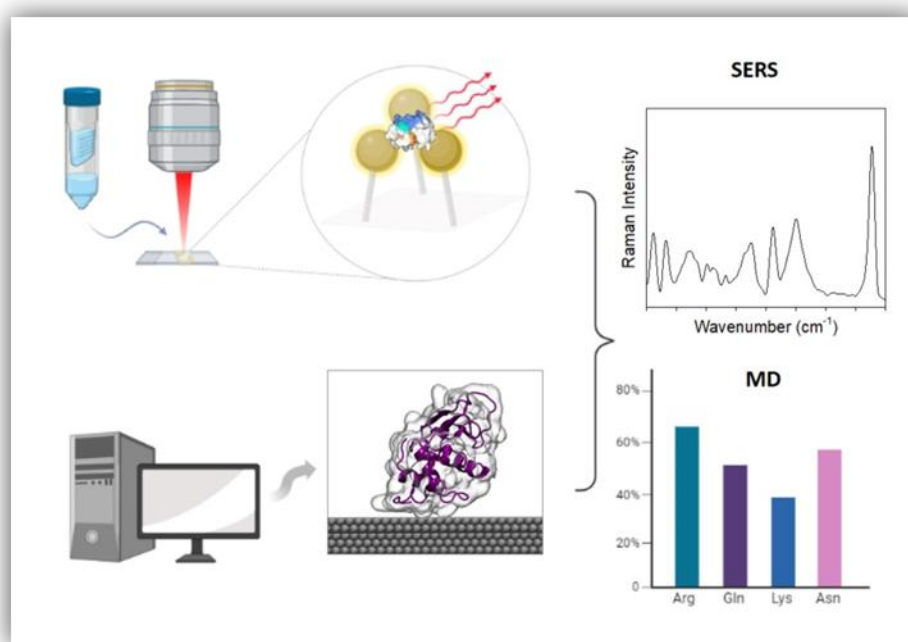 SERS
Raman Intensity
Wavenumber (cm⁻¹)
MD
80%
60%
40%
20%
0
Arg Gln Lys Asn